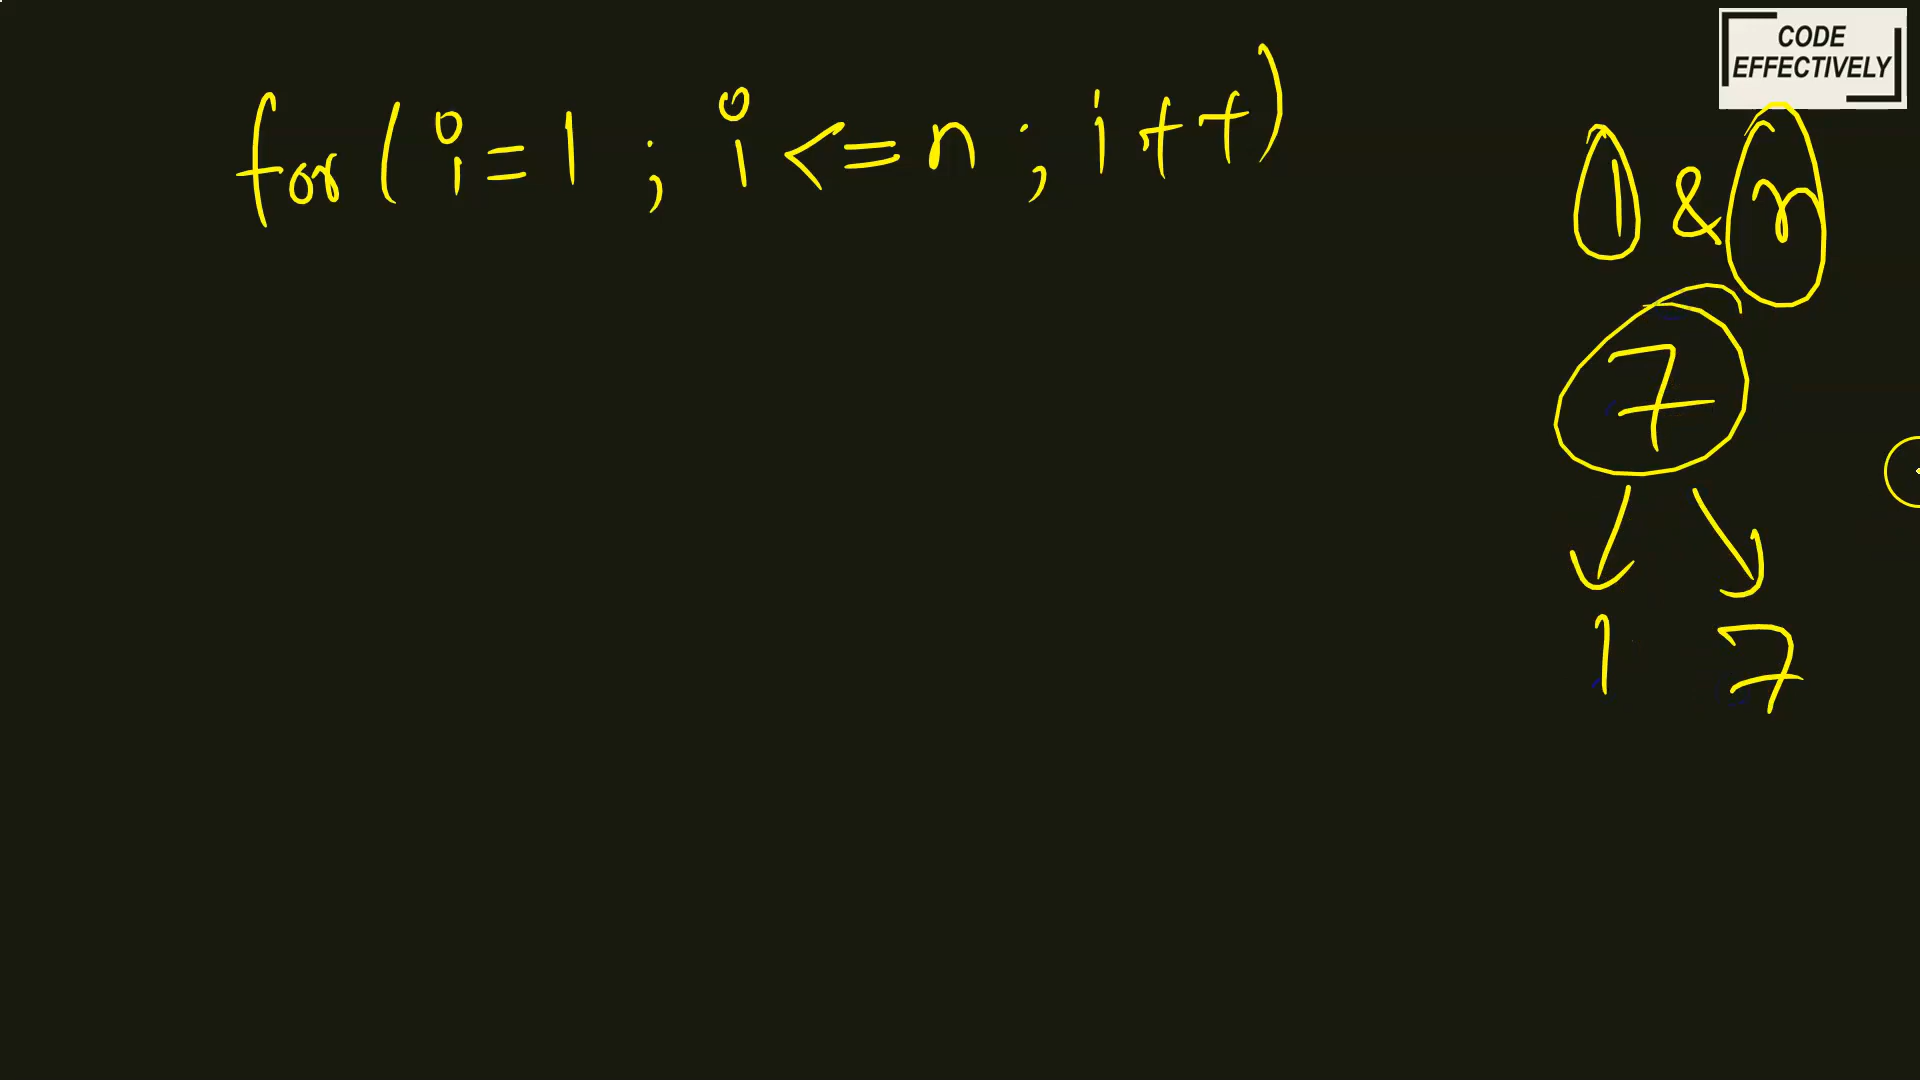 CODE
EFFECTIVELY
for ( i = 1 ; i <= n ; i++ )
1 & n
7
1 7